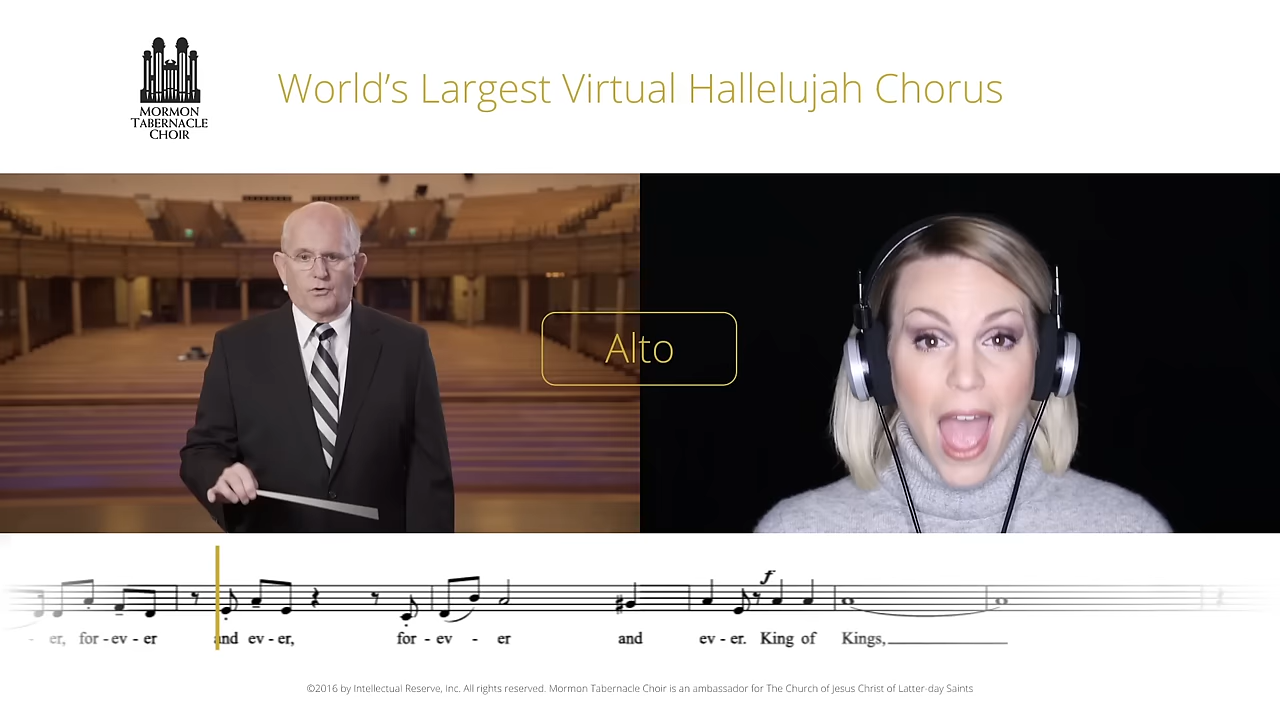 MORMON
TABERNACLE
CHOIR
World's Largest Virtual Hallelujah Chorus
Alto
f
- er, for - ev - er and ev - er, for - ev - er and ev - er. King of Kings,
©2016 by Intellectual Reserve, Inc. All rights reserved. Mormon Tabernacle Choir is an ambassador for The Church of Jesus Christ of Latter-day Saints